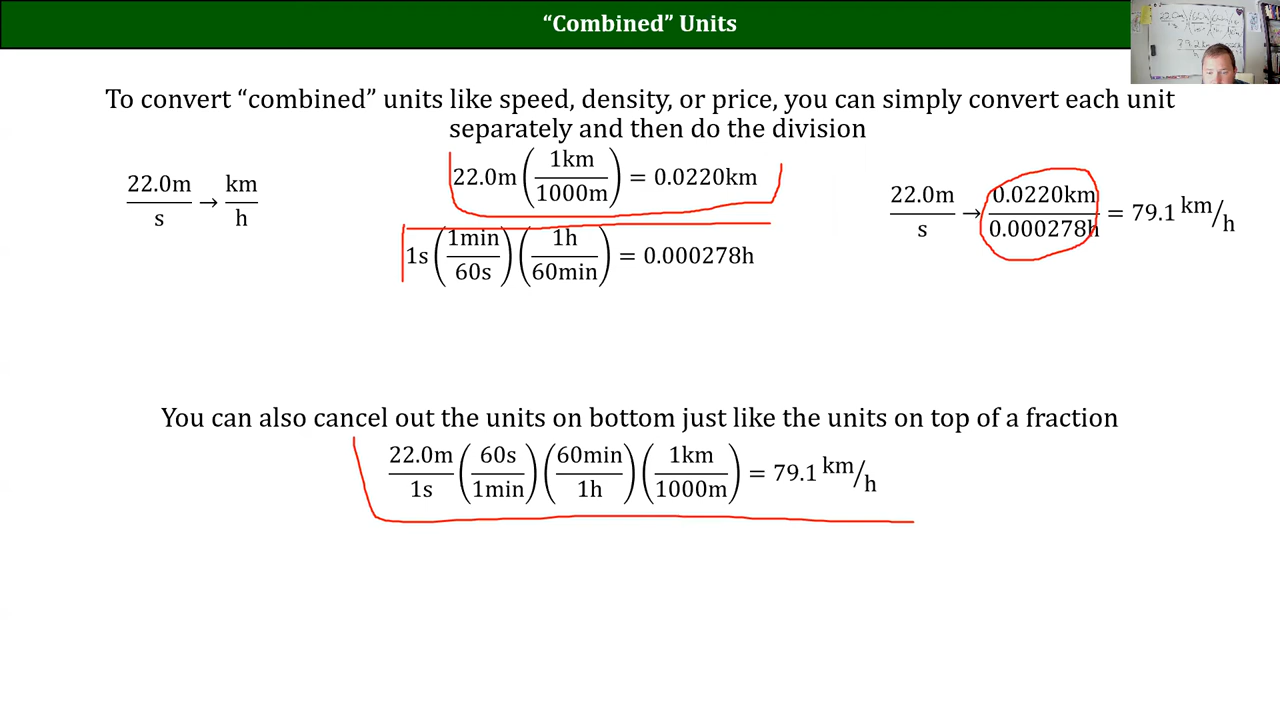 “Combined” Units
To convert “combined” units like speed, density, or price, you can simply convert each unit
separately and then do the division
22.0m/s → km/h
22.0m(1km/1000m) = 0.0220km
1s(1min/60s)(1h/60min) = 0.000278h
22.0m/s → 0.0220km/0.000278h = 79.1 km/h
You can also cancel out the units on bottom just like the units on top of a fraction
22.0m/1s(60s/1min)(60min/1h)(1km/1000m) = 79.1 km/h